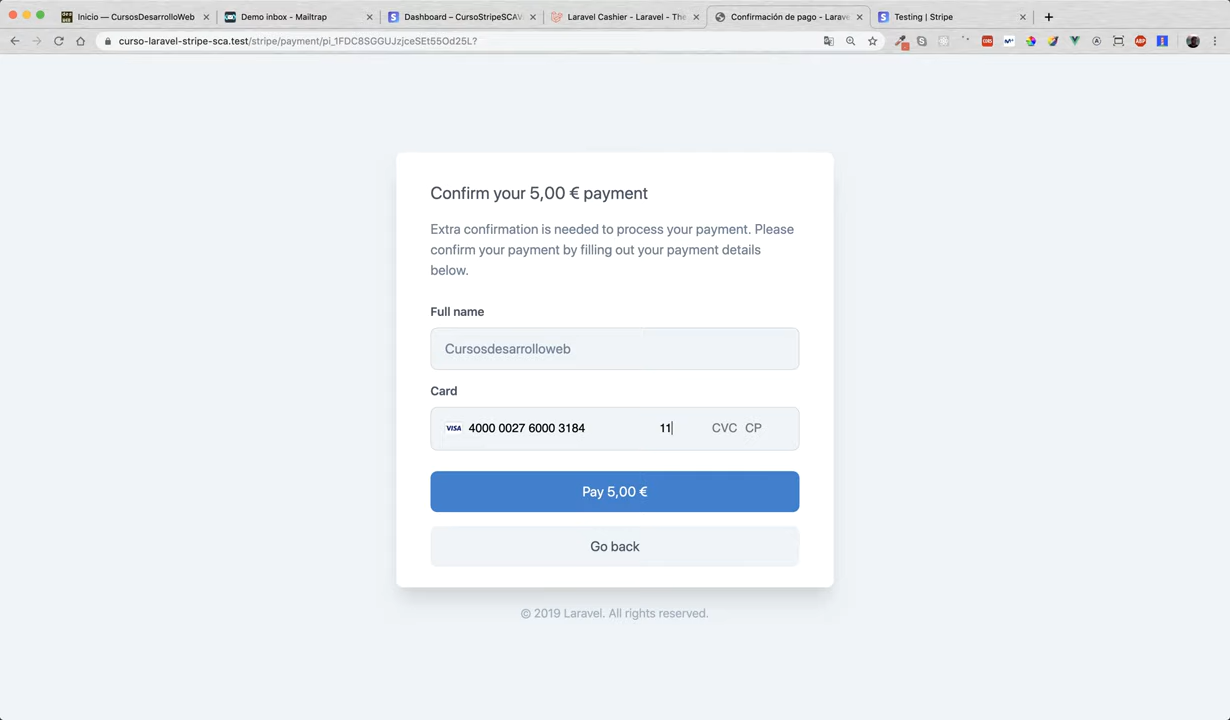 Inicio — CursosDesarrolloWeb
Demo inbox - Mailtrap
Dashboard – CursoStripeSCAV
Laravel Cashier - Laravel - The
Confirmación de pago - Larave
Testing | Stripe
curso-laravel-stripe-sca.test/stripe/payment/pi_1FDC8SGGUJzjceSEt55Od25L?
Confirm your 5,00 € payment
Extra confirmation is needed to process your payment. Please
confirm your payment by filling out your payment details
below.
Full name
Cursosdesarrolloweb
Card
VISA 4000 0027 6000 3184 11 CVC CP
Pay 5,00 €
Go back
© 2019 Laravel. All rights reserved.